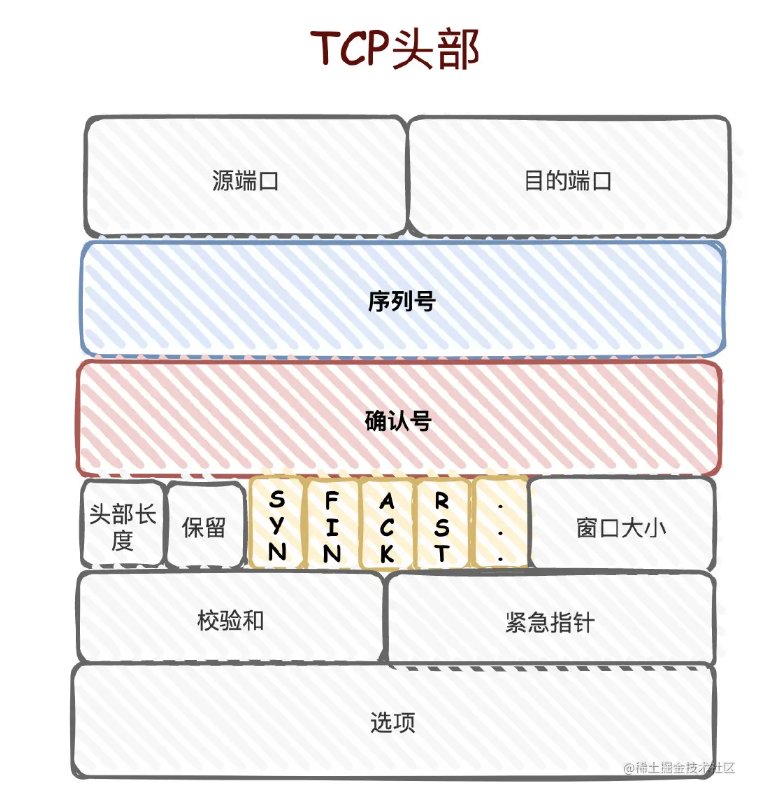 TCP头部
源端口
目的端口
序列号
确认号
头部长
度
保留
SYN
FIN
ACK
RST
...
窗口大小
校验和
紧急指针
选项
@稀土掘金技术社区